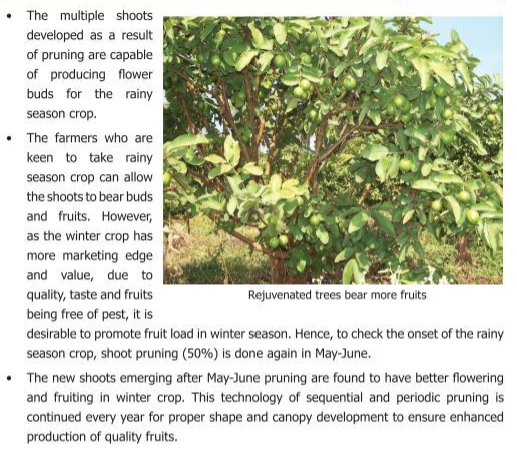 • The multiple shoots
developed as a result
of pruning are capable
of producing flower
buds for the rainy
season crop.
• The farmers who are
keen to take rainy
season crop can allow
the shoots to bear buds
and fruits. However,
as the winter crop has
more marketing edge
and value, due to
quality, taste and fruits
being free of pest, it is
Rejuvenated trees bear more fruits
desirable to promote fruit load in winter season. Hence, to check the onset of the rainy
season crop, shoot pruning (50%) is done again in May-June.
• The new shoots emerging after May-June pruning are found to have better flowering
and fruiting in winter crop. This technology of sequential and periodic pruning is
continued every year for proper shape and canopy development to ensure enhanced
production of quality fruits.